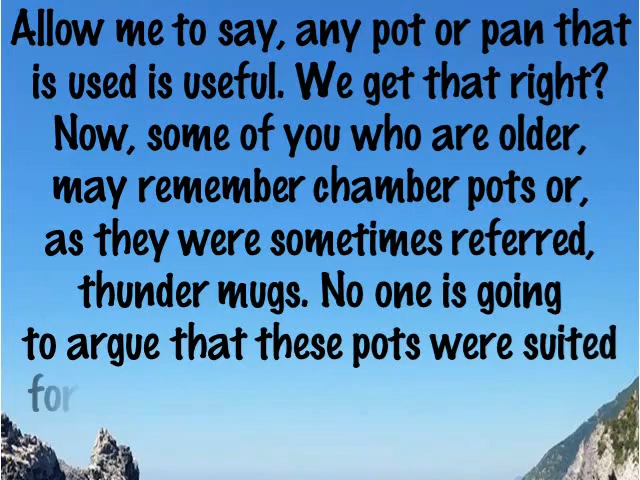 Allow me to say, any pot or pan that
is used is useful. We get that right?
Now, some of you who are older,
may remember chamber pots or,
as they were sometimes referred,
thunder mugs. No one is going
to argue that these pots were suited
for